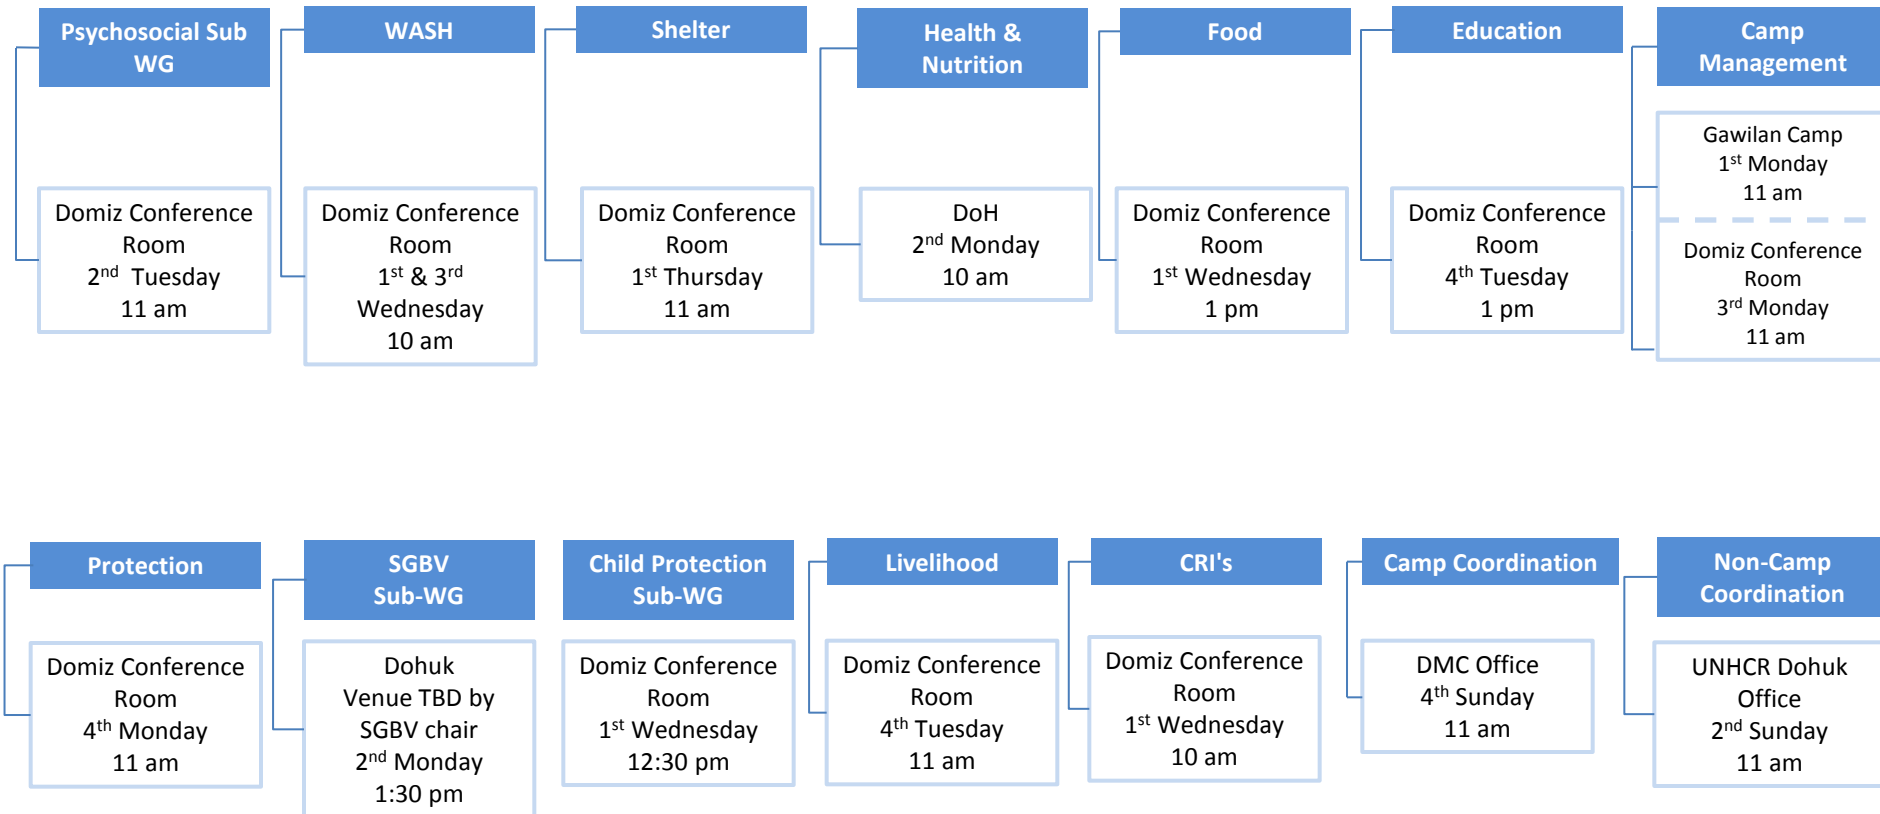 Psychosocial Sub
WG
Domiz Conference
Room
2nd Tuesday
11 am
WASH
Domiz Conference
Room
1st & 3rd
Wednesday
10 am
Shelter
Domiz Conference
Room
1st Thursday
11 am
Health &
Nutrition
DoH
2nd Monday
10 am
Food
Domiz Conference
Room
1st Wednesday
1 pm
Education
Domiz Conference
Room
4th Tuesday
1 pm
Camp
Management
Gawilan Camp
1st Monday
11 am
Domiz Conference
Room
3rd Monday
11 am
Protection
Domiz Conference
Room
4th Monday
11 am
SGBV
Sub-WG
Dohuk
Venue TBD by
SGBV chair
2nd Monday
1:30 pm
Child Protection
Sub-WG
Domiz Conference
Room
1st Wednesday
12:30 pm
Livelihood
Domiz Conference
Room
4th Tuesday
11 am
CRI's
Domiz Conference
Room
1st Wednesday
10 am
Camp Coordination
DMC Office
4th Sunday
11 am
Non-Camp
Coordination
UNHCR Dohuk
Office
2nd Sunday
11 am